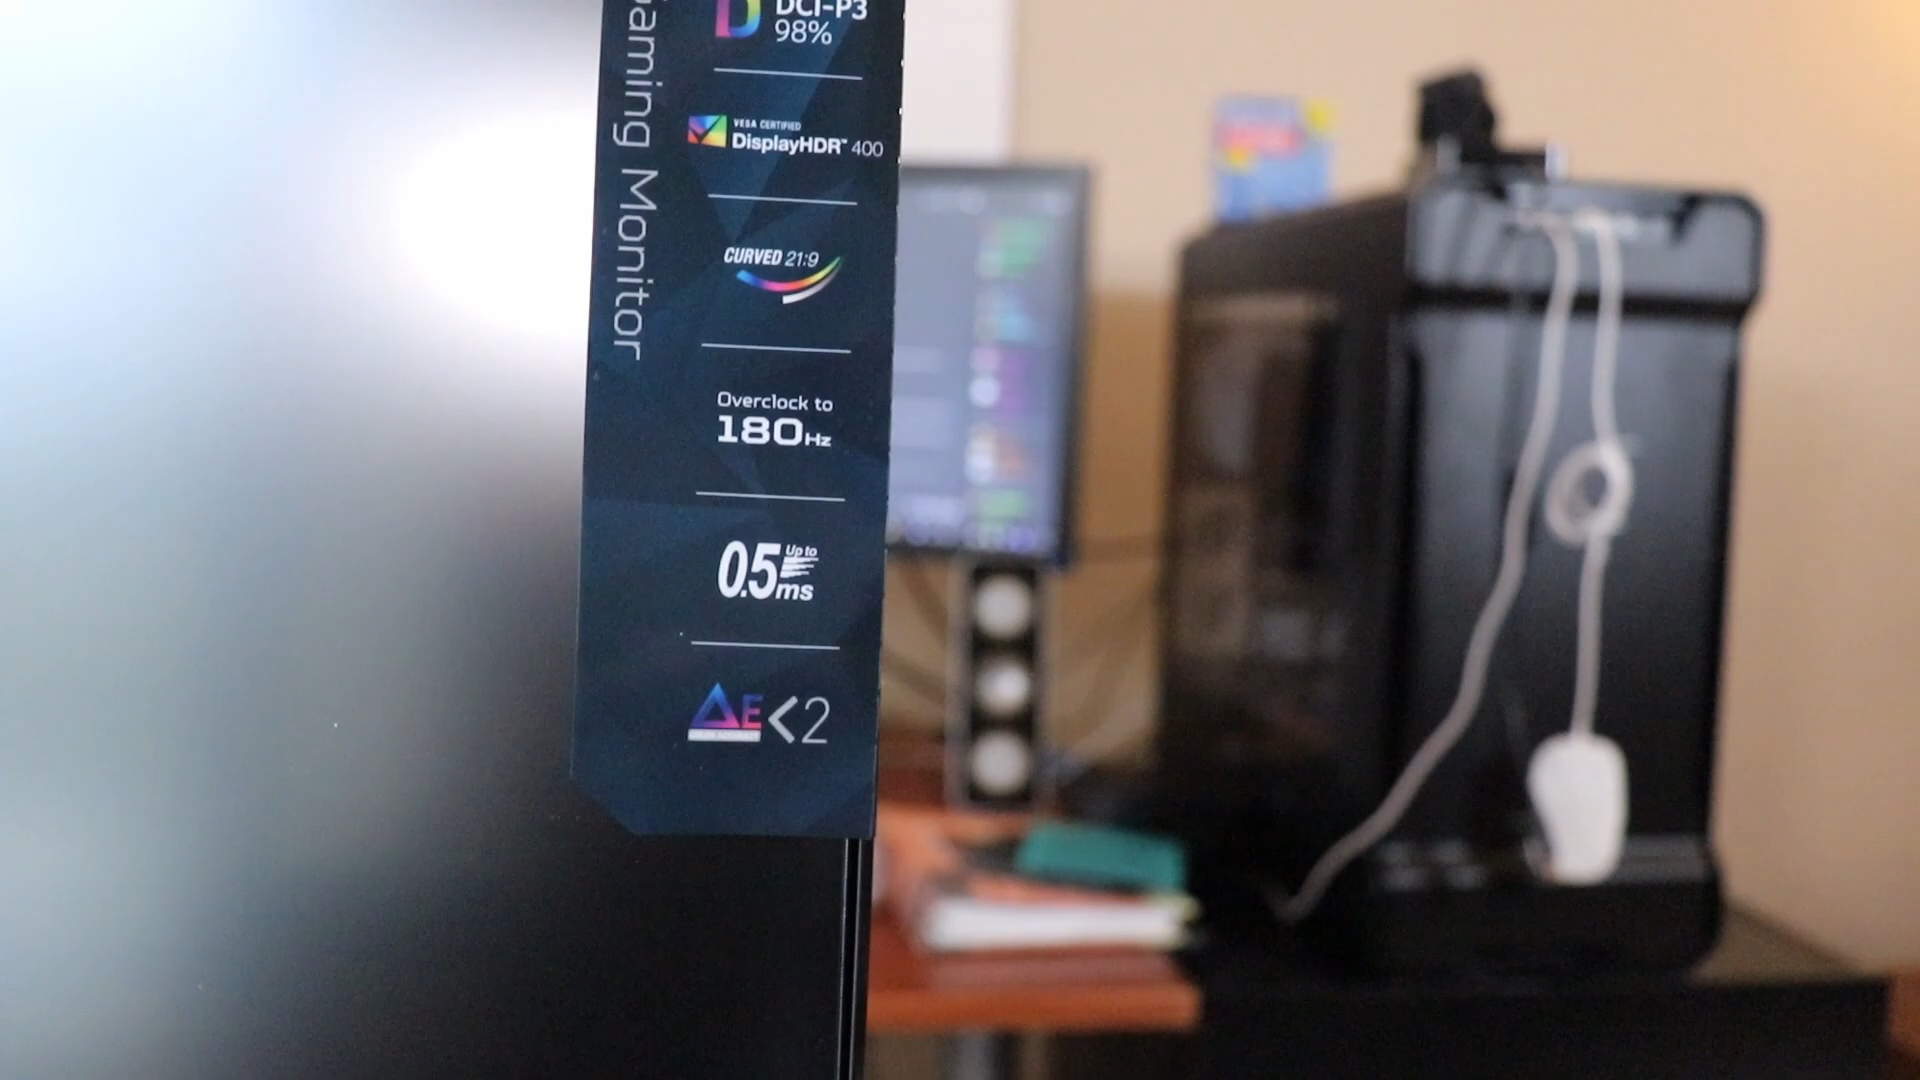 DCI-P3
98%
VESA CERTIFIED
DisplayHDR™ 400
CURVED 21:9
Overclock to
180Hz
Up to
0.5ms
ΔE<2
aming Monitor